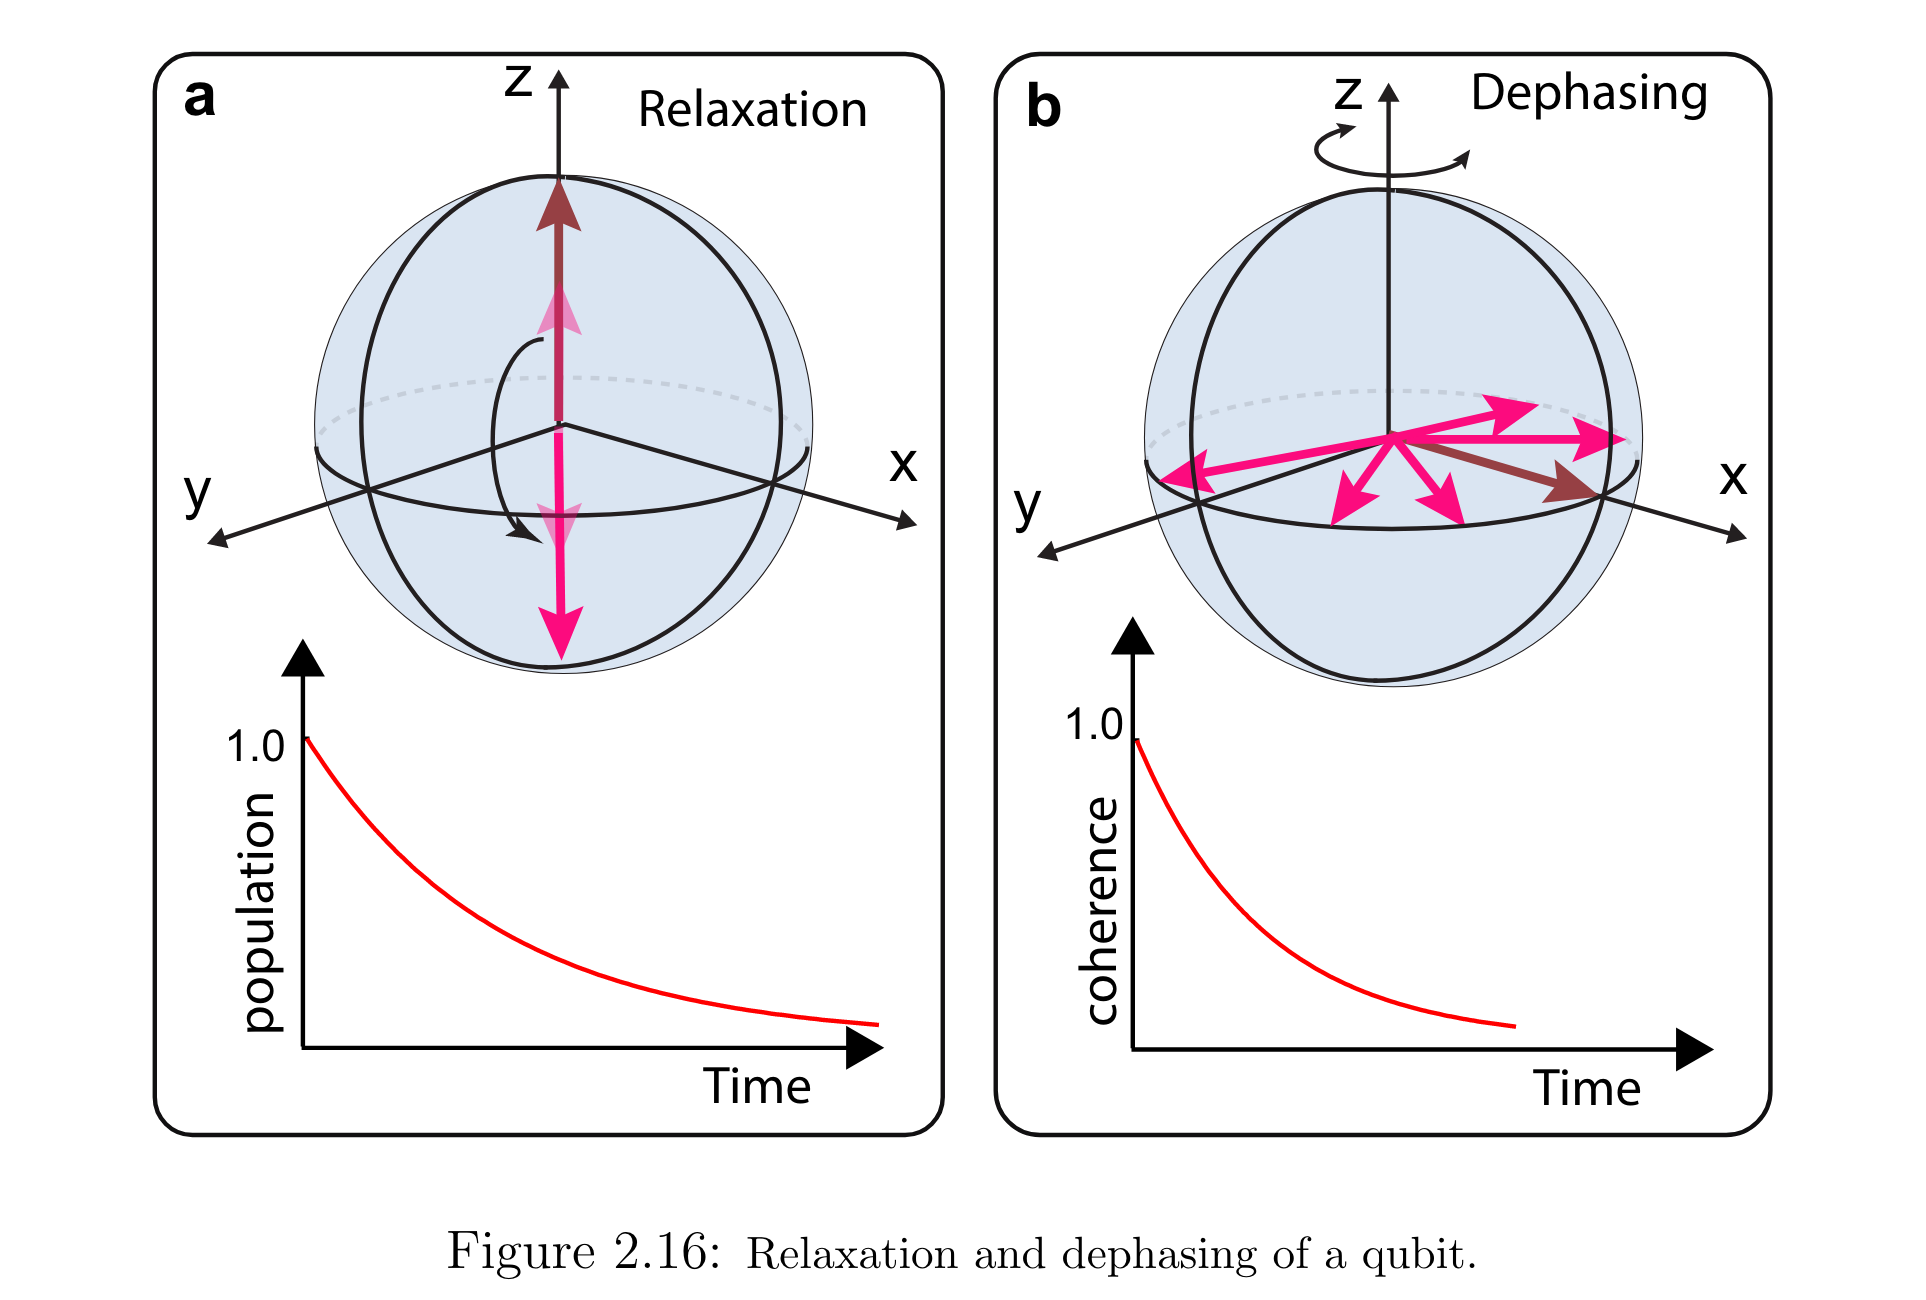 a
z
Relaxation
y
x
1.0
population
Time
b
z
Dephasing
y
x
1.0
coherence
Time
Figure 2.16: Relaxation and dephasing of a qubit.